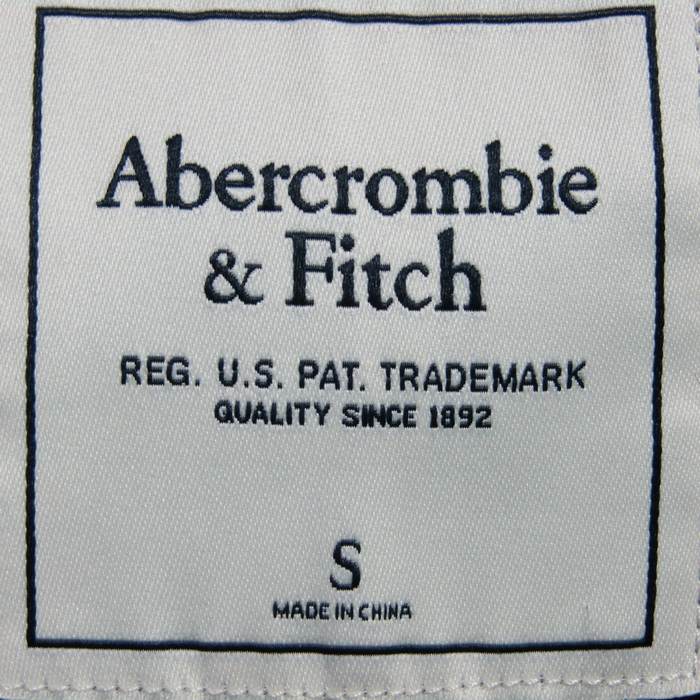 Abercrombie
& Fitch
REG. U.S. PAT. TRADEMARK
QUALITY SINCE 1892
S
MADE IN CHINA